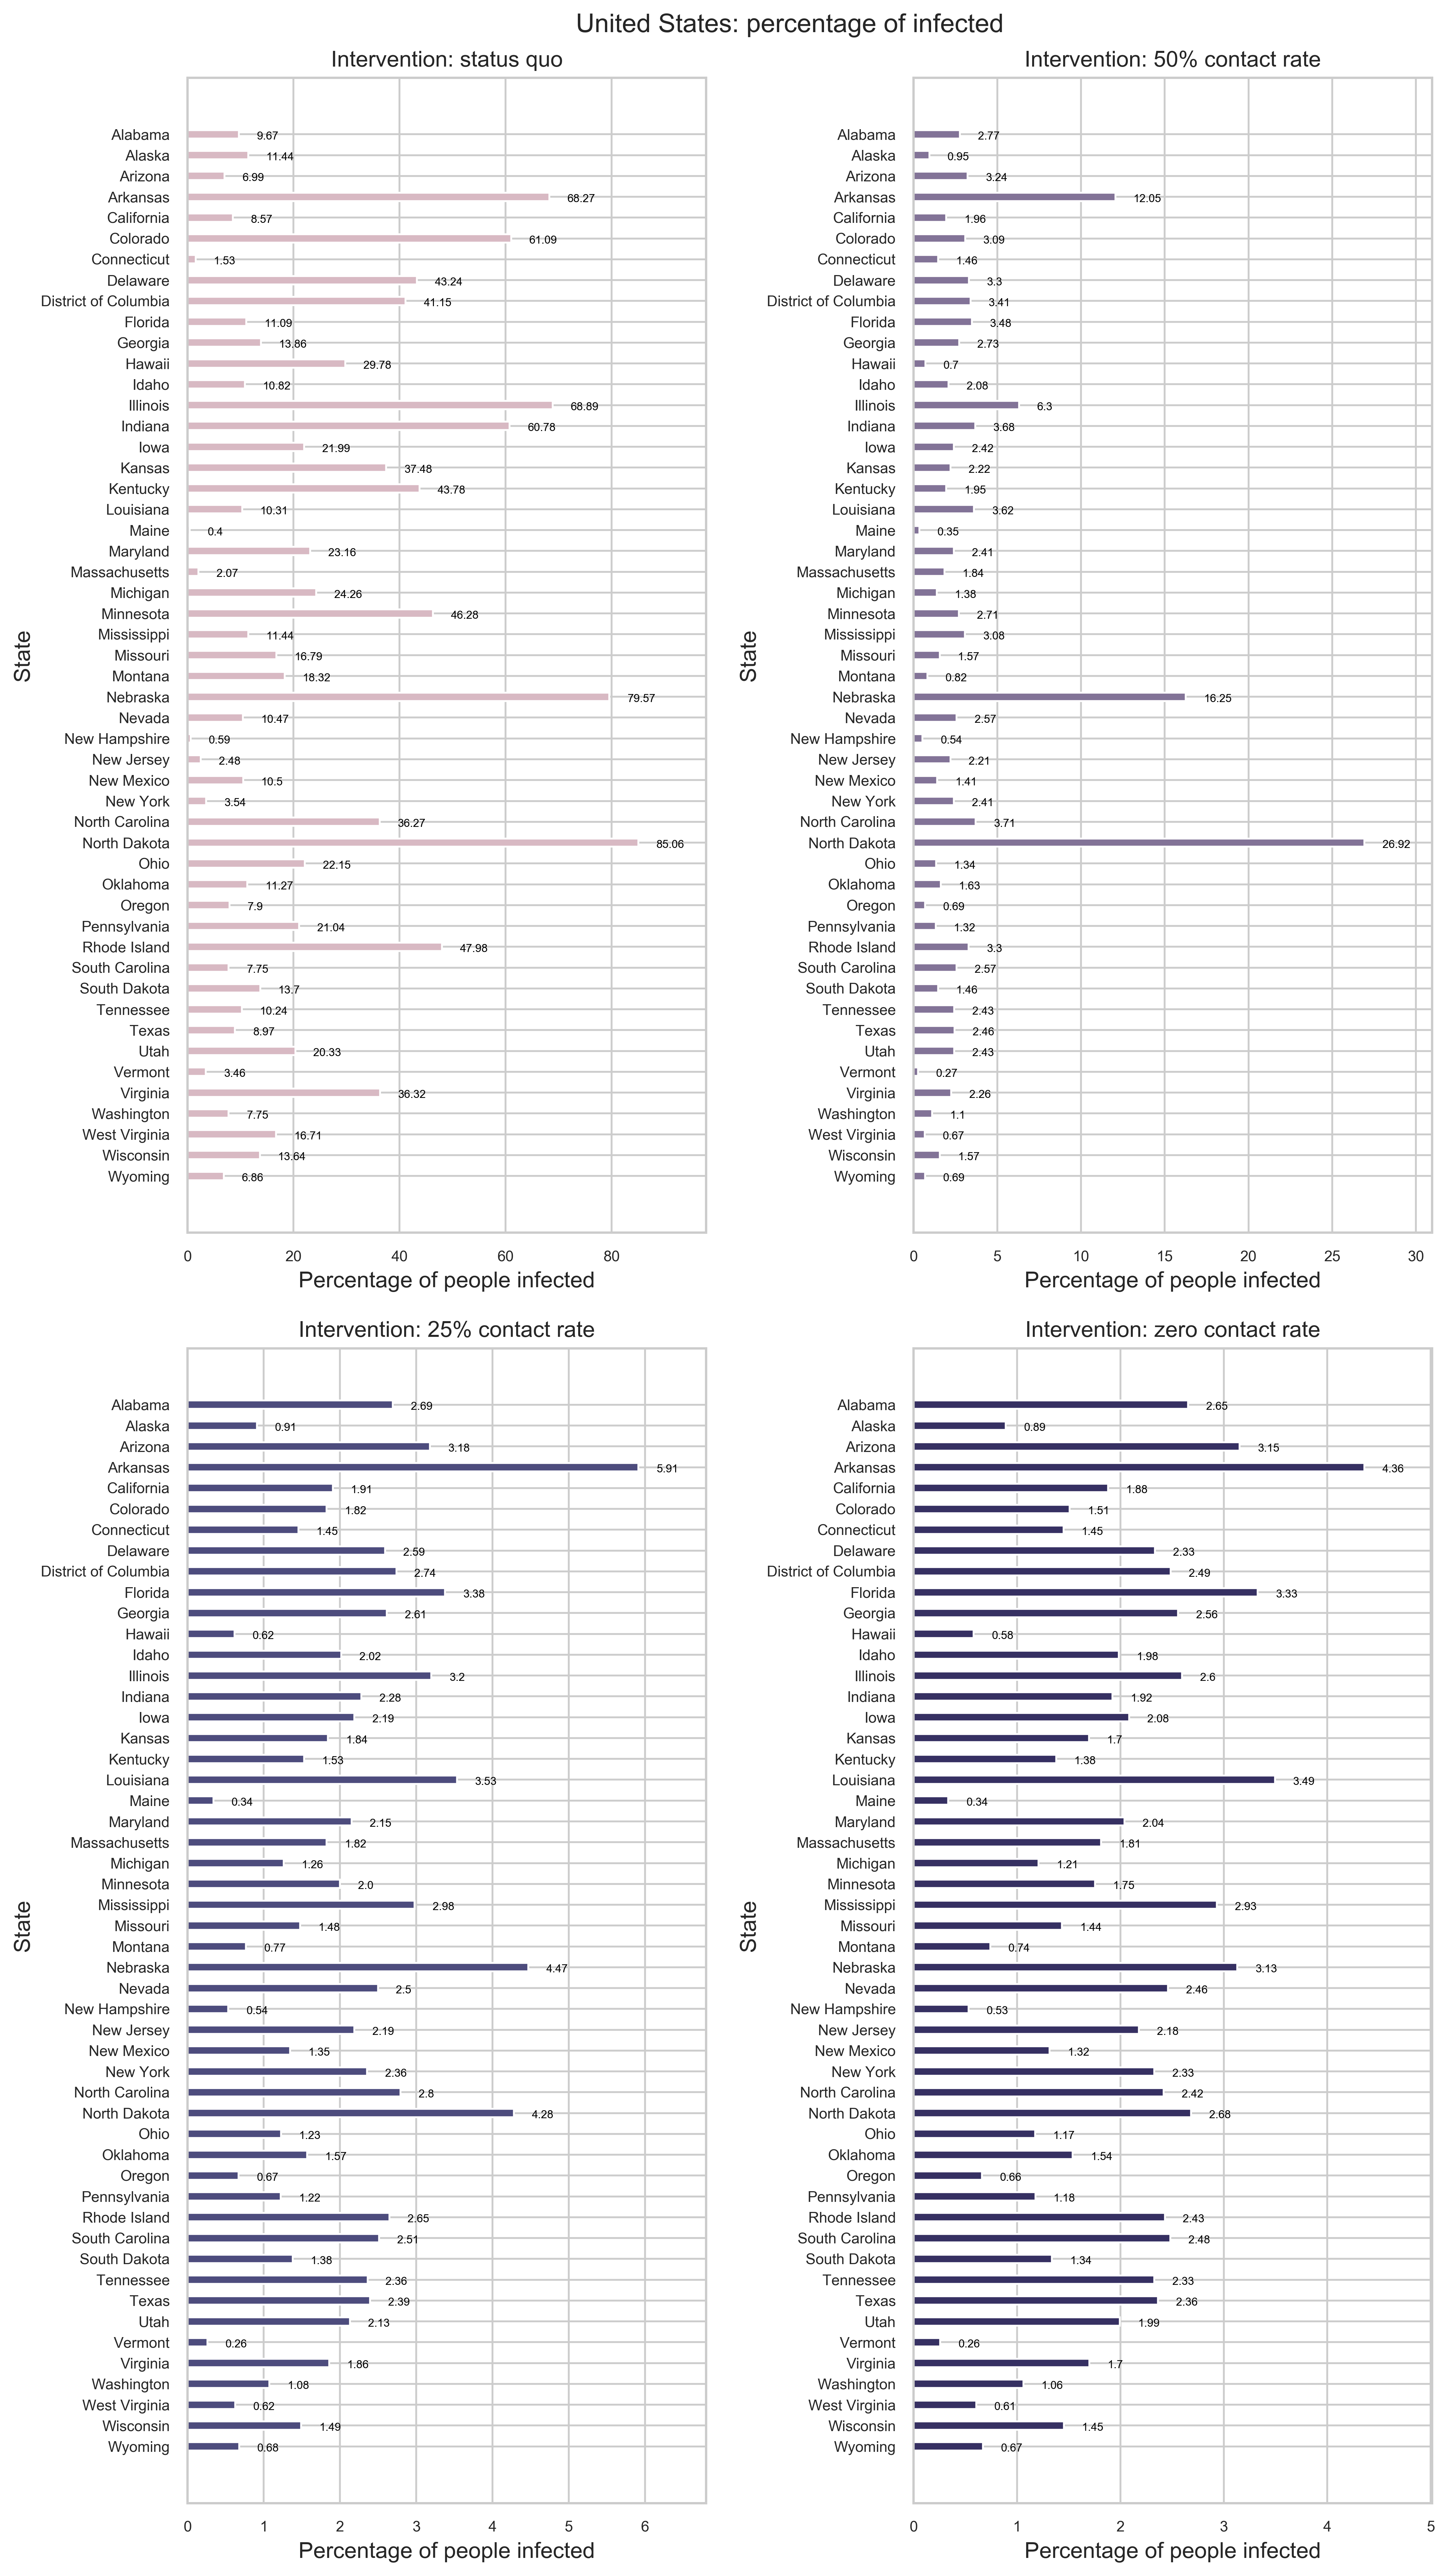 United States: percentage of infected
Intervention: status quo
Alabama 9.67
Alaska 11.44
Arizona 6.99
Arkansas 68.27
California 8.57
Colorado 61.09
Connecticut 1.53
Delaware 43.24
District of Columbia 41.15
Florida 11.09
Georgia 13.86
Hawaii 29.78
Idaho 10.82
Illinois 68.89
Indiana 60.78
Iowa 21.99
Kansas 37.48
Kentucky 43.78
Louisiana 10.31
Maine 0.4
Maryland 23.16
Massachusetts 2.07
Michigan 24.26
Minnesota 46.28
Mississippi 11.44
Missouri 16.79
Montana 18.32
Nebraska 79.57
Nevada 10.47
New Hampshire 0.59
New Jersey 2.48
New Mexico 10.5
New York 3.54
North Carolina 36.27
North Dakota 85.06
Ohio 22.15
Oklahoma 11.27
Oregon 7.9
Pennsylvania 21.04
Rhode Island 47.98
South Carolina 7.75
South Dakota 13.7
Tennessee 10.24
Texas 8.97
Utah 20.33
Vermont 3.46
Virginia 36.32
Washington 7.75
West Virginia 16.71
Wisconsin 13.64
Wyoming 6.86
State
0 20 40 60 80
Percentage of people infected
Intervention: 50% contact rate
Alabama 2.77
Alaska 0.95
Arizona 3.24
Arkansas 12.05
California 1.96
Colorado 3.09
Connecticut 1.46
Delaware 3.3
District of Columbia 3.41
Florida 3.48
Georgia 2.73
Hawaii 0.7
Idaho 2.08
Illinois 6.3
Indiana 3.68
Iowa 2.42
Kansas 2.22
Kentucky 1.95
Louisiana 3.62
Maine 0.35
Maryland 2.41
Massachusetts 1.84
Michigan 1.38
Minnesota 2.71
Mississippi 3.08
Missouri 1.57
Montana 0.82
Nebraska 16.25
Nevada 2.57
New Hampshire 0.54
New Jersey 2.21
New Mexico 1.41
New York 2.41
North Carolina 3.71
North Dakota 26.92
Ohio 1.34
Oklahoma 1.63
Oregon 0.69
Pennsylvania 1.32
Rhode Island 3.3
South Carolina 2.57
South Dakota 1.46
Tennessee 2.43
Texas 2.46
Utah 2.43
Vermont 0.27
Virginia 2.26
Washington 1.1
West Virginia 0.67
Wisconsin 1.57
Wyoming 0.69
State
0 5 10 15 20 25 30
Percentage of people infected
Intervention: 25% contact rate
Alabama 2.69
Alaska 0.91
Arizona 3.18
Arkansas 5.91
California 1.91
Colorado 1.82
Connecticut 1.45
Delaware 2.59
District of Columbia 2.74
Florida 3.38
Georgia 2.61
Hawaii 0.62
Idaho 2.02
Illinois 3.2
Indiana 2.28
Iowa 2.19
Kansas 1.84
Kentucky 1.53
Louisiana 3.53
Maine 0.34
Maryland 2.15
Massachusetts 1.82
Michigan 1.26
Minnesota 2.0
Mississippi 2.98
Missouri 1.48
Montana 0.77
Nebraska 4.47
Nevada 2.5
New Hampshire 0.54
New Jersey 2.19
New Mexico 1.35
New York 2.36
North Carolina 2.8
North Dakota 4.28
Ohio 1.23
Oklahoma 1.57
Oregon 0.67
Pennsylvania 1.22
Rhode Island 2.65
South Carolina 2.51
South Dakota 1.38
Tennessee 2.36
Texas 2.39
Utah 2.13
Vermont 0.26
Virginia 1.86
Washington 1.08
West Virginia 0.62
Wisconsin 1.49
Wyoming 0.68
State
0 1 2 3 4 5 6
Percentage of people infected
Intervention: zero contact rate
Alabama 2.65
Alaska 0.89
Arizona 3.15
Arkansas 4.36
California 1.88
Colorado 1.51
Connecticut 1.45
Delaware 2.33
District of Columbia 2.49
Florida 3.33
Georgia 2.56
Hawaii 0.58
Idaho 1.98
Illinois 2.6
Indiana 1.92
Iowa 2.08
Kansas 1.7
Kentucky 1.38
Louisiana 3.49
Maine 0.34
Maryland 2.04
Massachusetts 1.81
Michigan 1.21
Minnesota 1.75
Mississippi 2.93
Missouri 1.44
Montana 0.74
Nebraska 3.13
Nevada 2.46
New Hampshire 0.53
New Jersey 2.18
New Mexico 1.32
New York 2.33
North Carolina 2.42
North Dakota 2.68
Ohio 1.17
Oklahoma 1.54
Oregon 0.66
Pennsylvania 1.18
Rhode Island 2.43
South Carolina 2.48
South Dakota 1.34
Tennessee 2.33
Texas 2.36
Utah 1.99
Vermont 0.26
Virginia 1.7
Washington 1.06
West Virginia 0.61
Wisconsin 1.45
Wyoming 0.67
State
0 1 2 3 4 5
Percentage of people infected